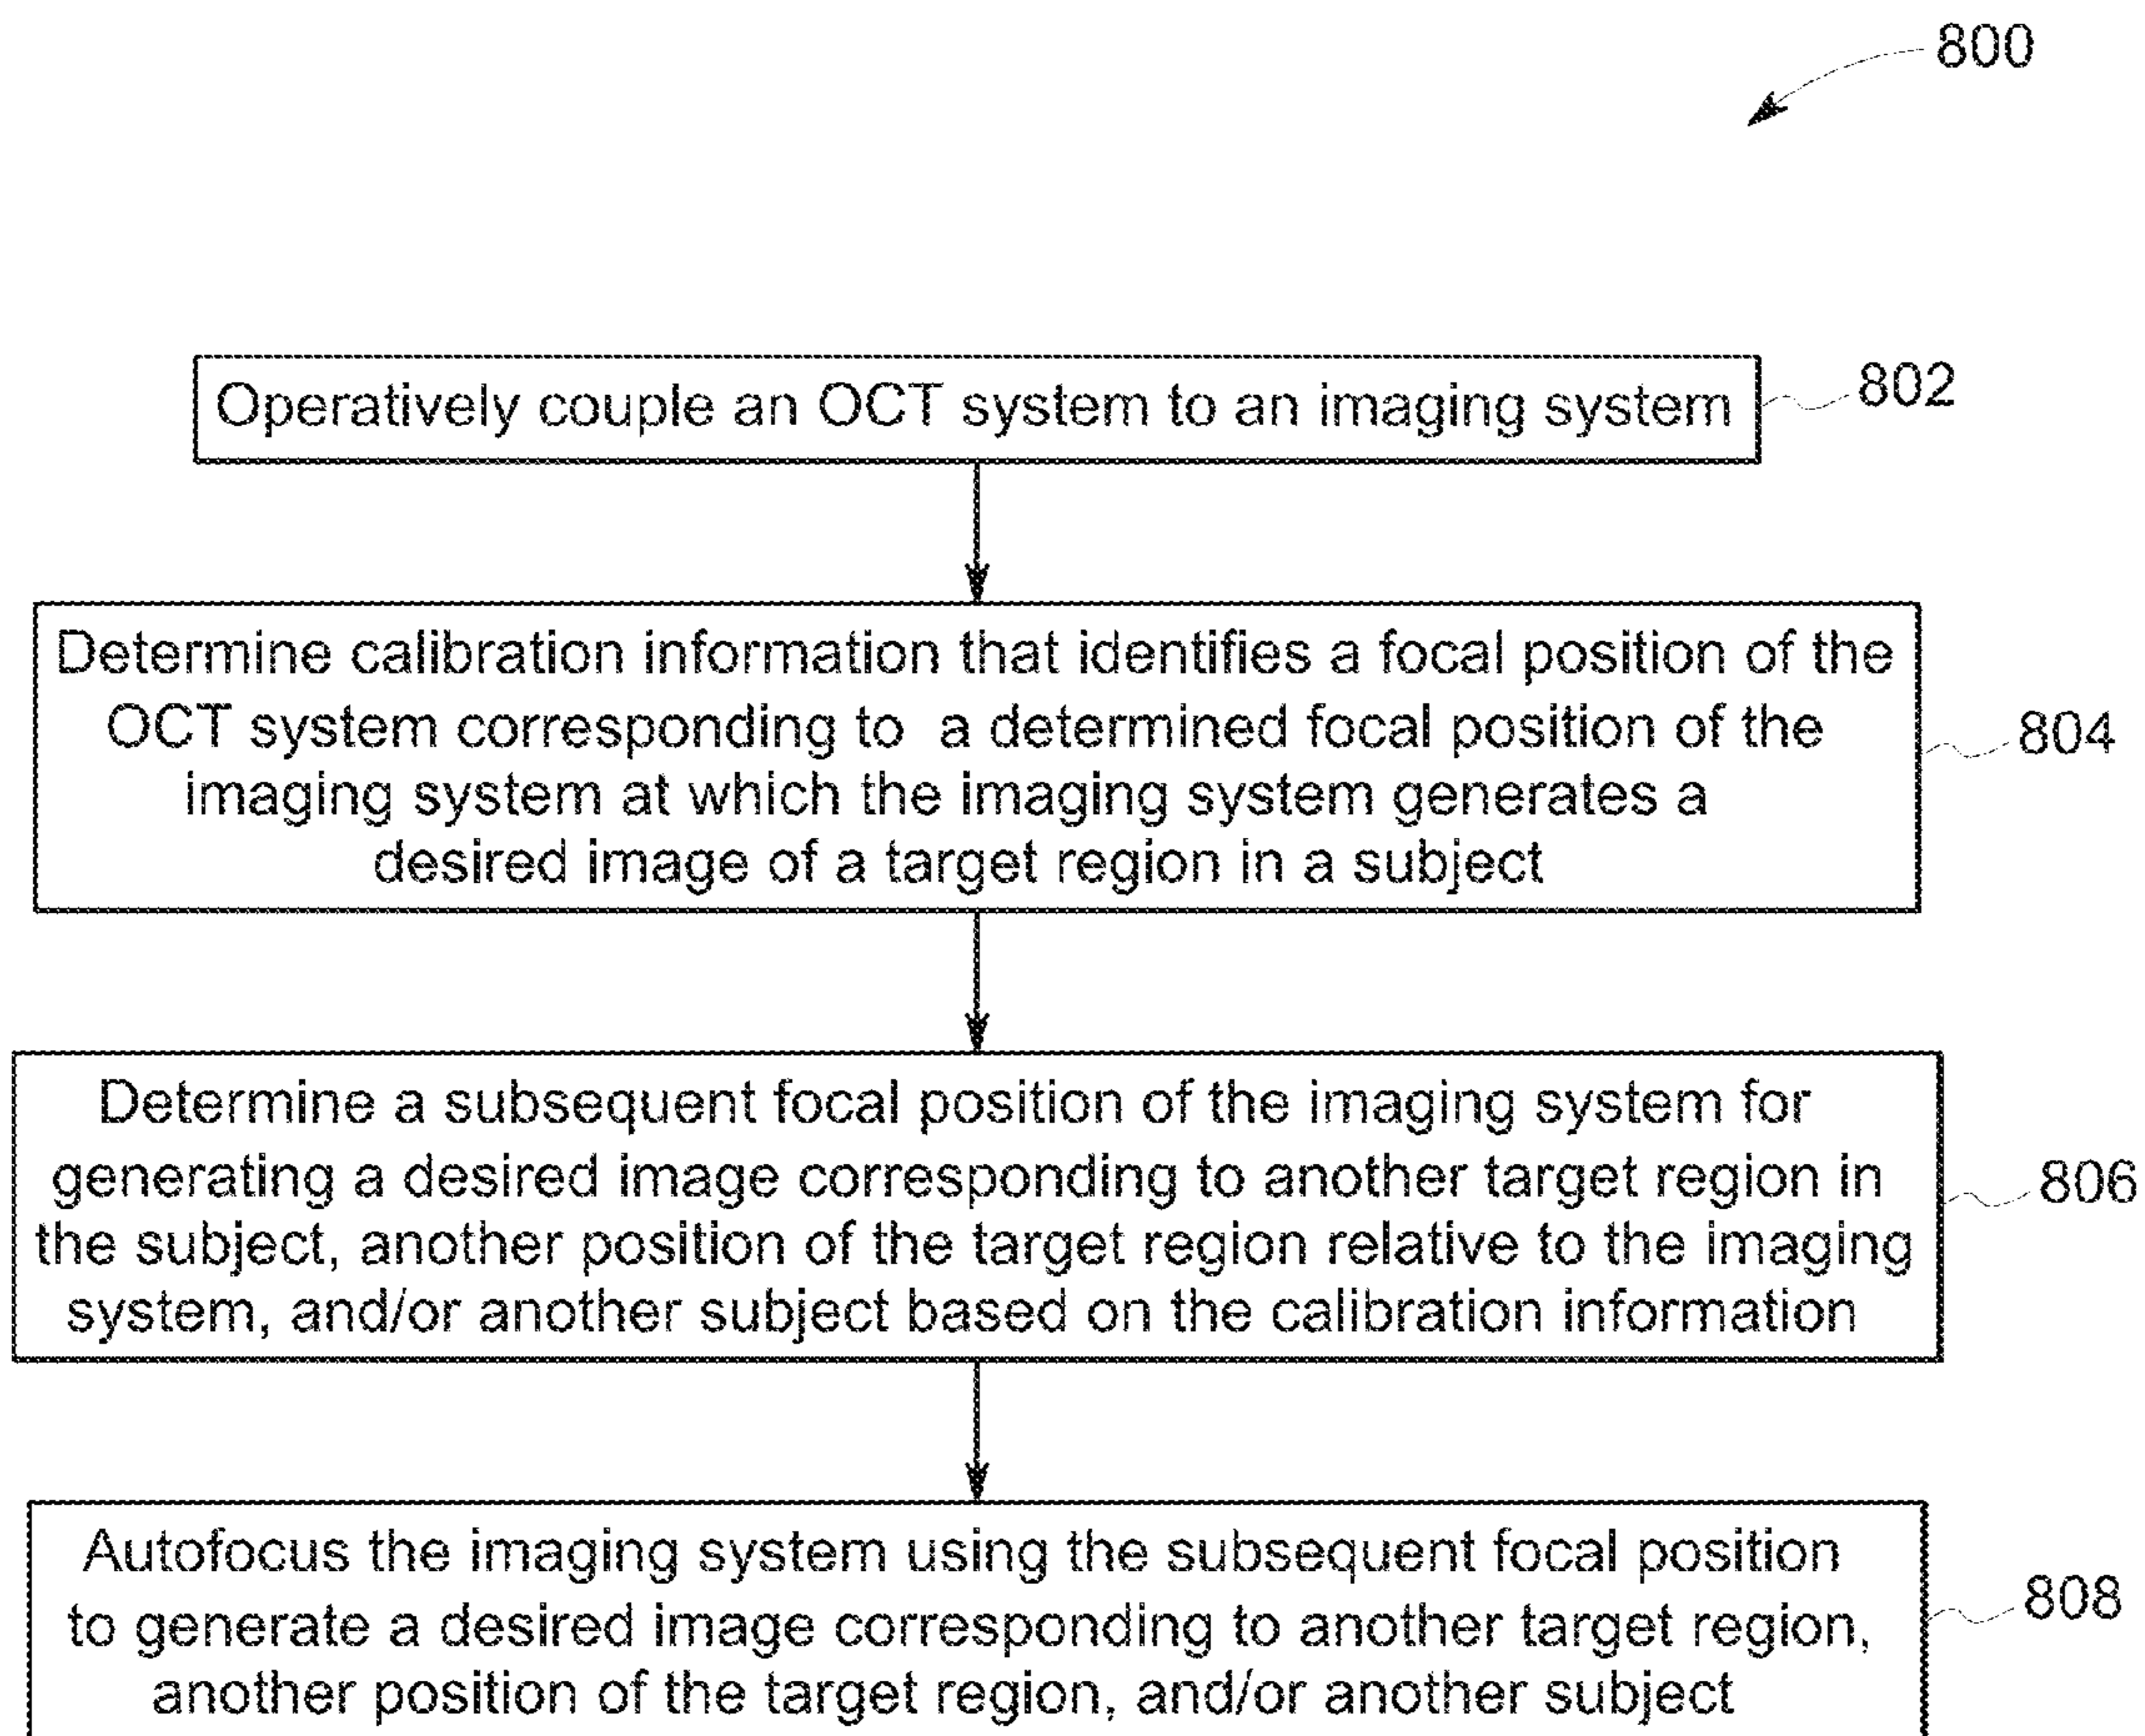 800
Operatively couple an OCT system to an imaging system
802
Determine calibration information that identifies a focal position of the
OCT system corresponding to a determined focal position of the
imaging system at which the imaging system generates a
desired image of a target region in a subject
804
Determine a subsequent focal position of the imaging system for
generating a desired image corresponding to another target region in
the subject, another position of the target region relative to the imaging
system, and/or another subject based on the calibration information
806
Autofocus the imaging system using the subsequent focal position
to generate a desired image corresponding to another target region,
another position of the target region, and/or another subject
808